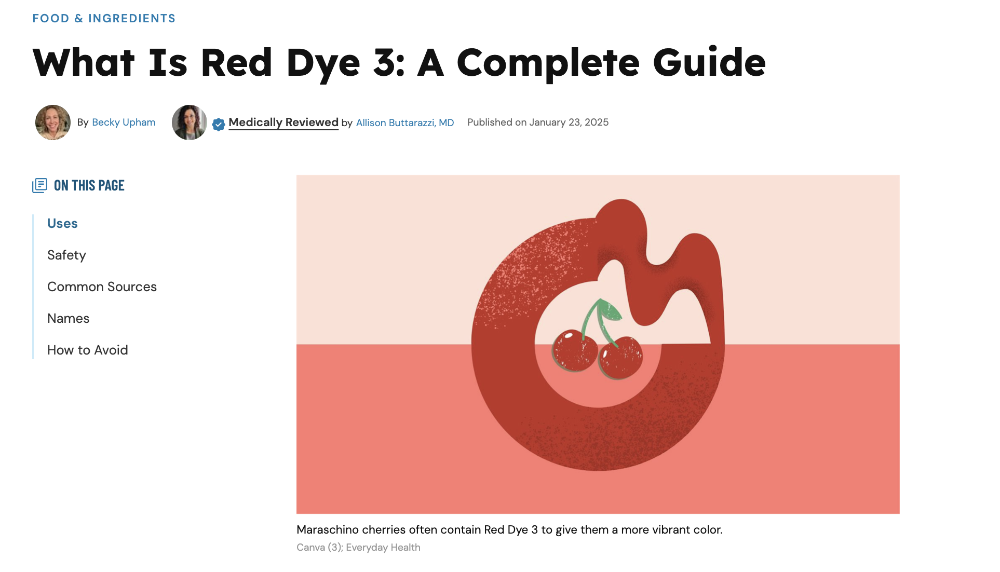 FOOD & INGREDIENTS
What Is Red Dye 3: A Complete Guide
By Becky Upham Medically Reviewed by Allison Buttarazzi, MD Published on January 23, 2025
ON THIS PAGE
Uses
Safety
Common Sources
Names
How to Avoid
Maraschino cherries often contain Red Dye 3 to give them a more vibrant color.
Canva (3); Everyday Health